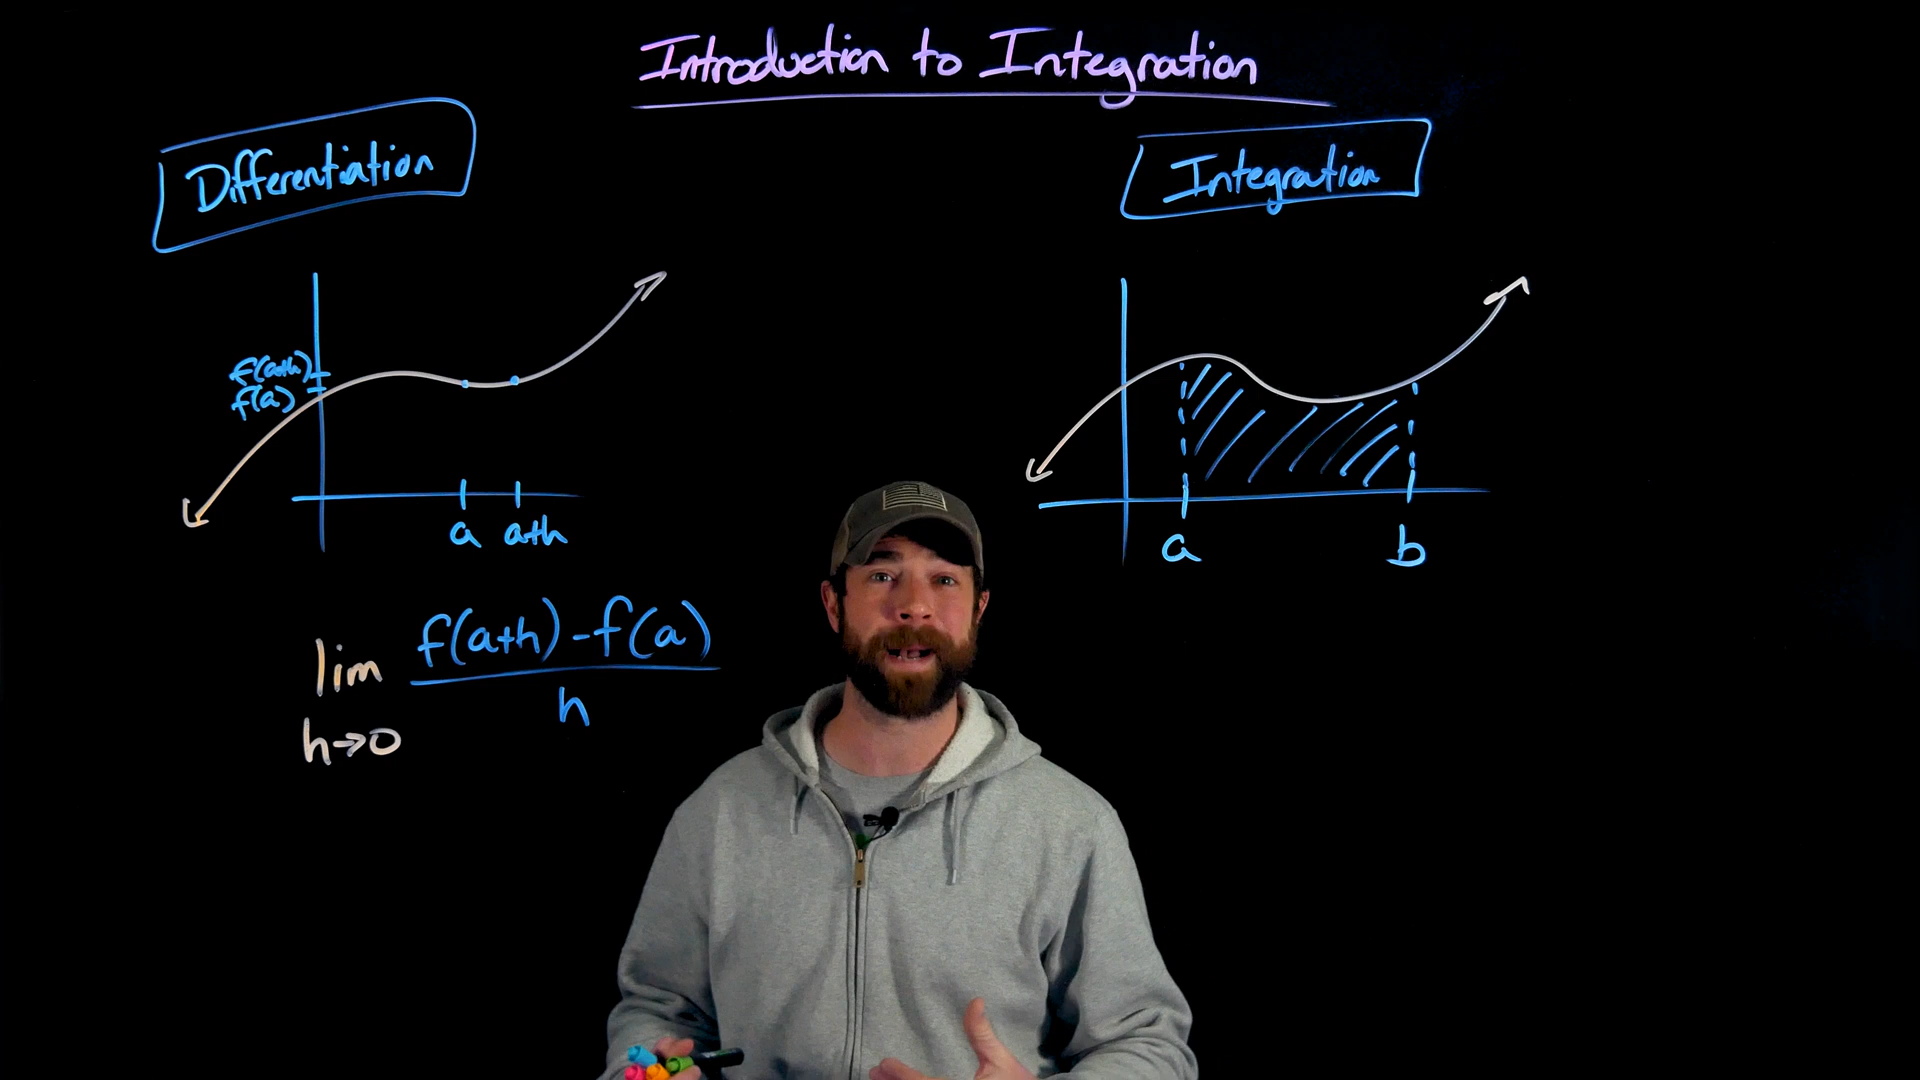 Introduction to Integration
Differentiation
f(a+h)
f(a)
a a+h
lim f(a+h)-f(a)
h
h→0
Integration
a b